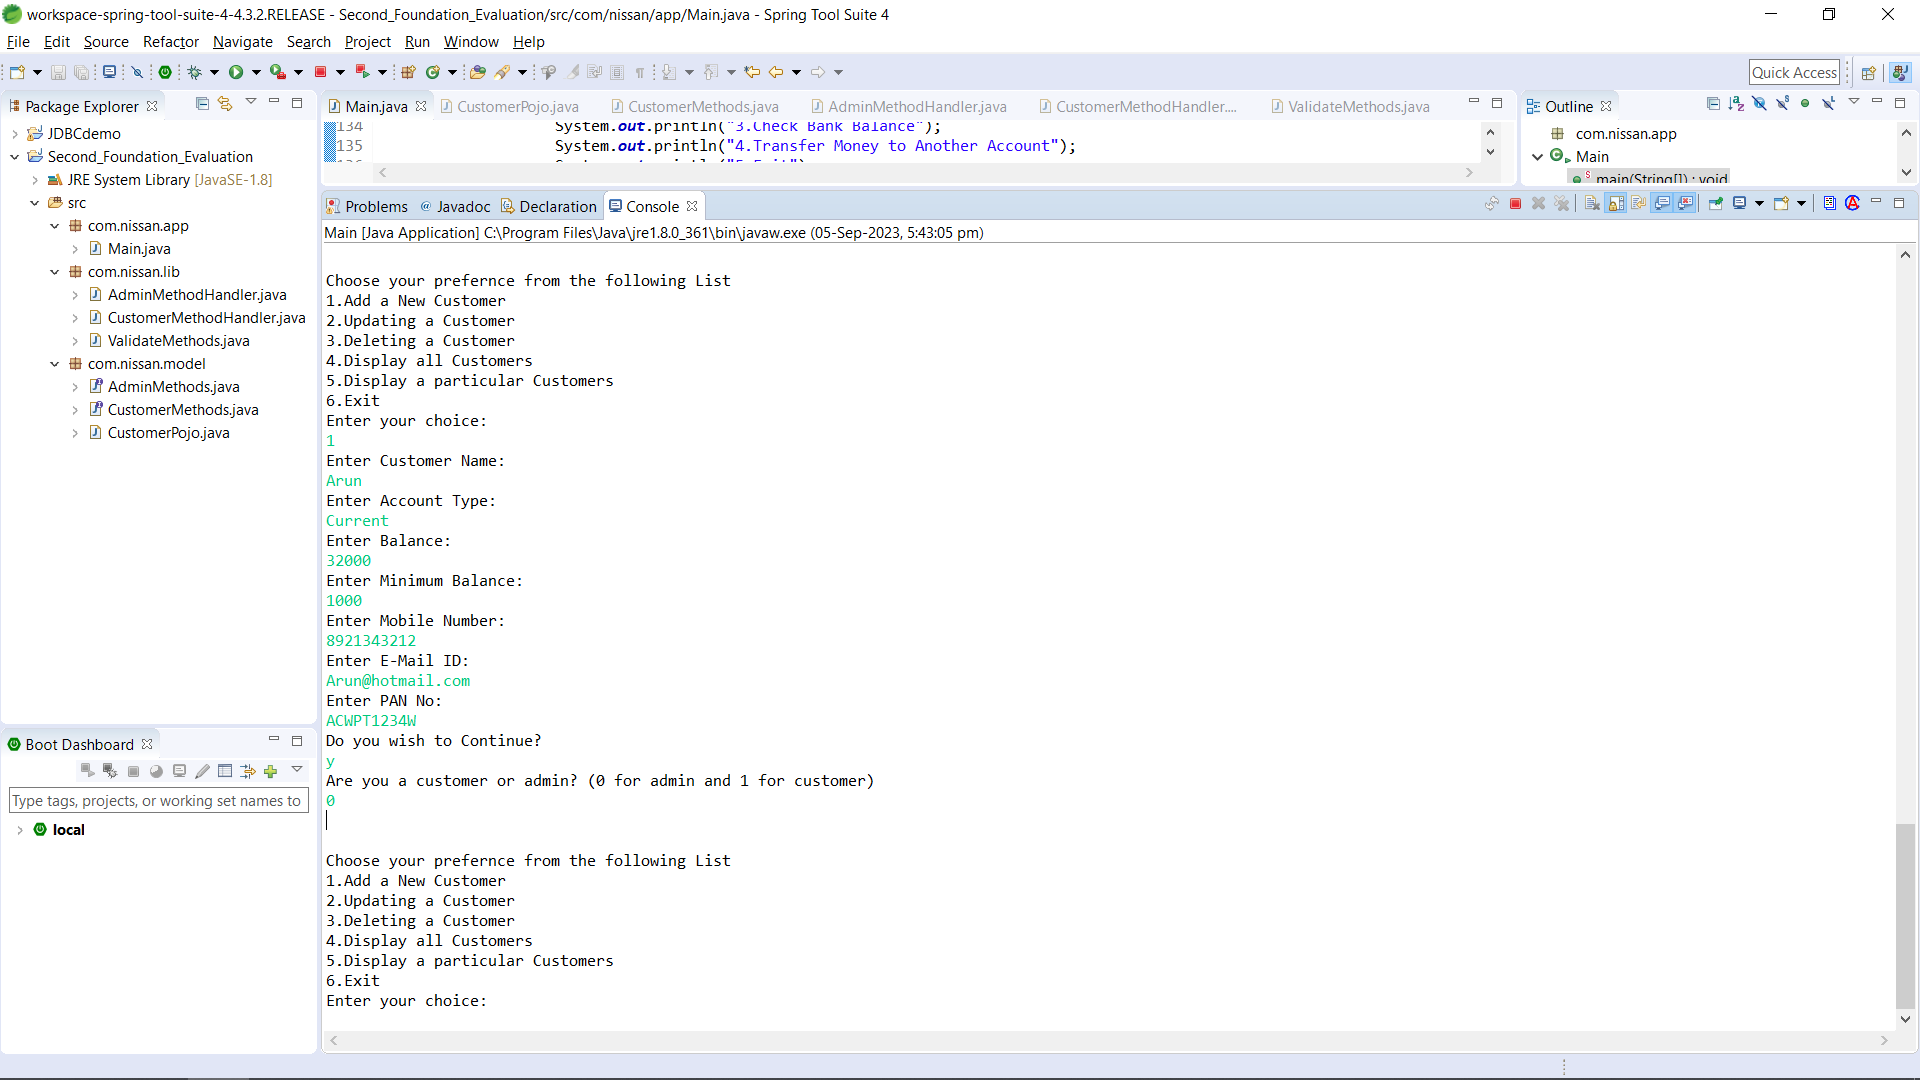 workspace-spring-tool-suite-4-4.3.2.RELEASE - Second_Foundation_Evaluation/src/com/nissan/app/Main.java - Spring Tool Suite 4
File Edit Source Refactor Navigate Search Project Run Window Help
Quick Access
Package Explorer
JDBCdemo
Second_Foundation_Evaluation
JRE System Library [JavaSE-1.8]
src
com.nissan.app
Main.java
com.nissan.lib
AdminMethodHandler.java
CustomerMethodHandler.java
ValidateMethods.java
com.nissan.model
AdminMethods.java
CustomerMethods.java
CustomerPojo.java
Boot Dashboard
Type tags, projects, or working set names to
local
Main.java CustomerPojo.java CustomerMethods.java AdminMethodHandler.java CustomerMethodHandler.... ValidateMethods.java
134 System.out.println("3.Check Bank Balance");
135 System.out.println("4.Transfer Money to Another Account");
136 System.out.println("5.Exit")
Outline
com.nissan.app
Main
main(String[]) : void
Problems @ Javadoc Declaration Console
Main [Java Application] C:\Program Files\Java\jre1.8.0_361\bin\javaw.exe (05-Sep-2023, 5:43:05 pm)
Choose your prefernce from the following List
1.Add a New Customer
2.Updating a Customer
3.Deleting a Customer
4.Display all Customers
5.Display a particular Customers
6.Exit
Enter your choice:
1
Enter Customer Name:
Arun
Enter Account Type:
Current
Enter Balance:
32000
Enter Minimum Balance:
1000
Enter Mobile Number:
8921343212
Enter E-Mail ID:
Arun@hotmail.com
Enter PAN No:
ACWPT1234W
Do you wish to Continue?
y
Are you a customer or admin? (0 for admin and 1 for customer)
0
Choose your prefernce from the following List
1.Add a New Customer
2.Updating a Customer
3.Deleting a Customer
4.Display all Customers
5.Display a particular Customers
6.Exit
Enter your choice: